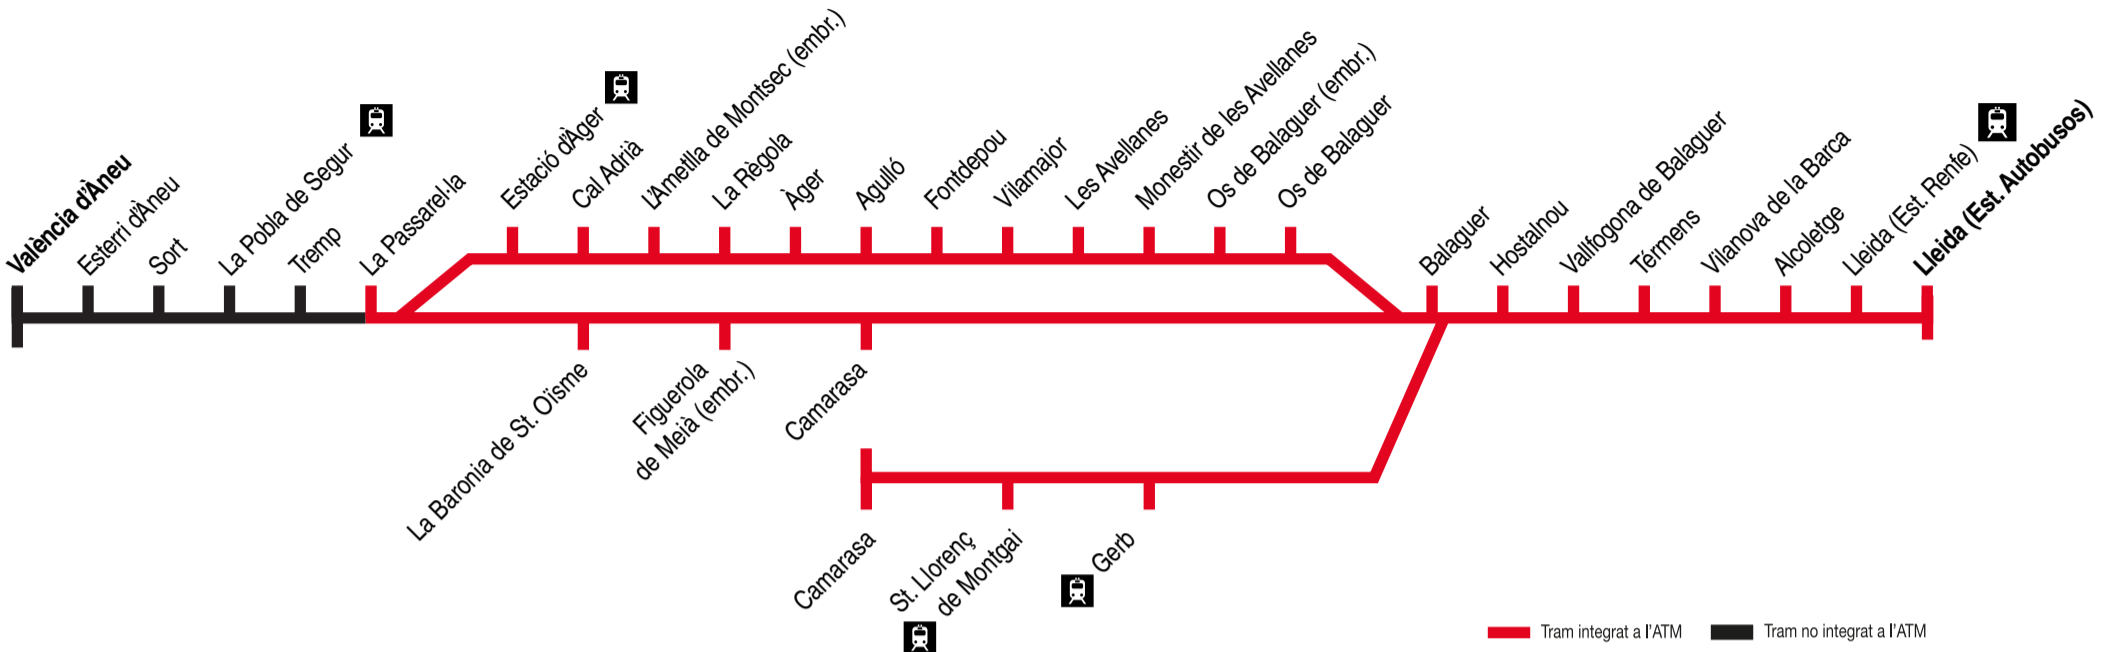 València d'Àneu
Esterri d'Àneu
Sort
La Pobla de Segur
Tremp
La Passarel·la
Estació d'Àger
Cal Adrià
L'Ametlla de Montsec (embr.)
La Règola
Àger
Agulló
Fontdepou
Vilamajor
Les Avellanes
Monestir de les Avellanes
Os de Balaguer (embr.)
Os de Balaguer
Balaguer
Hostalnou
Vallfogona de Balaguer
Térmens
Vilanova de la Barca
Alcoletge
Lleida (Est. Renfe)
Lleida (Est. Autobusos)
La Baronia de St. Oïsme
Figuerola
de Meià (embr.)
Camarasa
Camarasa
St. Llorenç
de Montgai
Gerb
Tram integrat a l'ATM
Tram no integrat a l'ATM